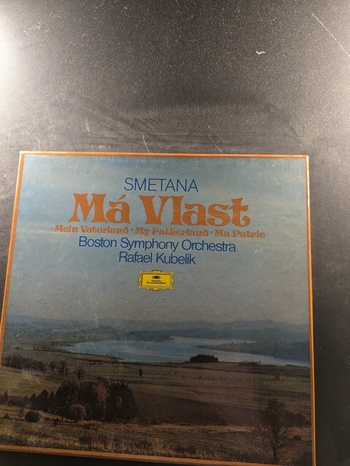 SMETANA
Má Vlast
Mein Vaterland · My Fatherland · Ma Patrie
Boston Symphony Orchestra
Rafael Kubelik